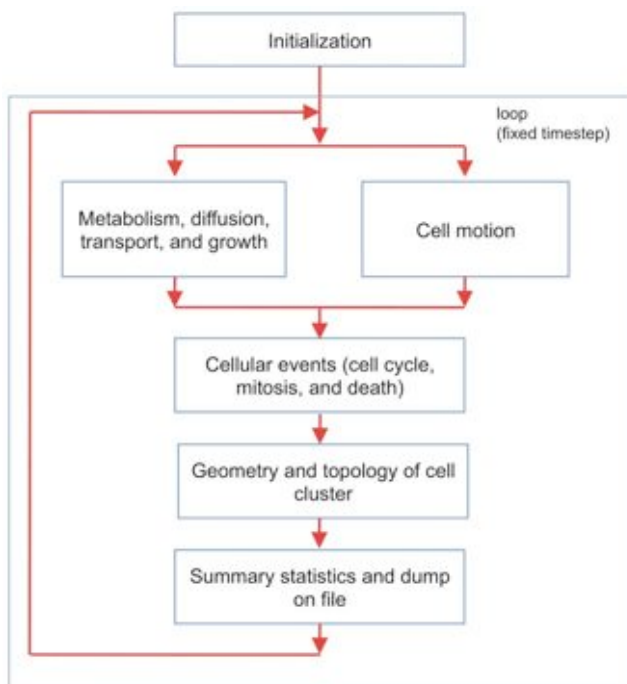 Initialization
loop
(fixed timestep)
Metabolism, diffusion,
transport, and growth
Cell motion
Cellular events (cell cycle,
mitosis, and death)
Geometry and topology of cell
cluster
Summary statistics and dump
on file